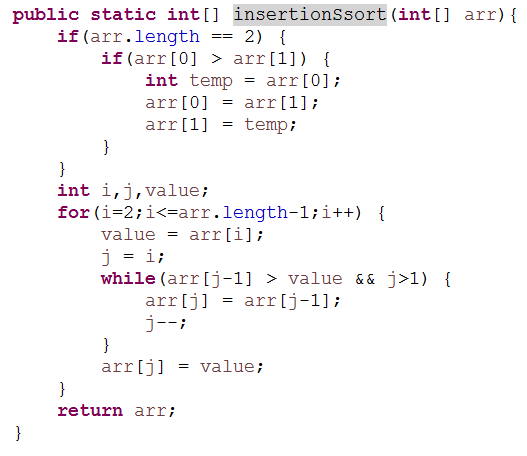 public static int[] insertionSsort(int[] arr){
if(arr.length == 2) {
if(arr[0] > arr[1]) {
int temp = arr[0];
arr[0] = arr[1];
arr[1] = temp;
}
}
int i,j,value;
for(i=2;i<=arr.length-1;i++) {
value = arr[i];
j = i;
while(arr[j-1] > value && j>1) {
arr[j] = arr[j-1];
j--;
}
arr[j] = value;
}
return arr;
}